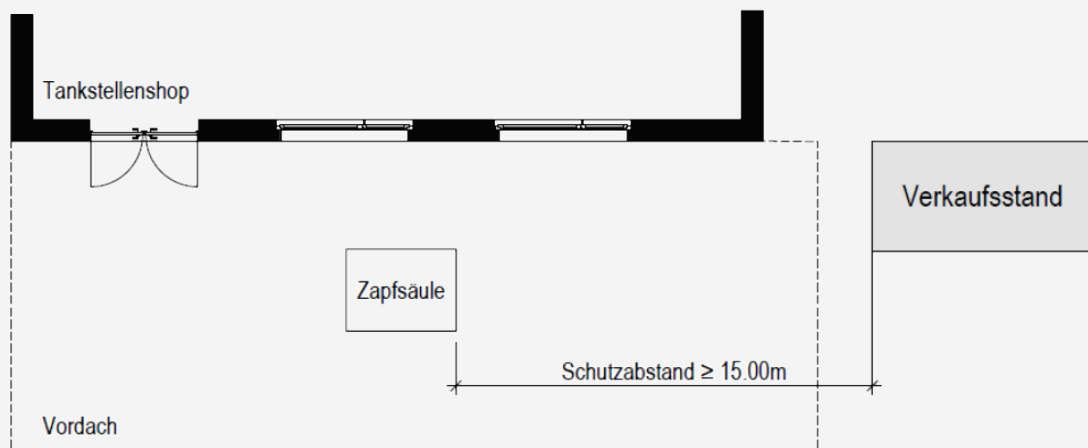 Tankstellenshop
Verkaufsstand
Zapfsäule
Schutzabstand ≥ 15.00m
Vordach